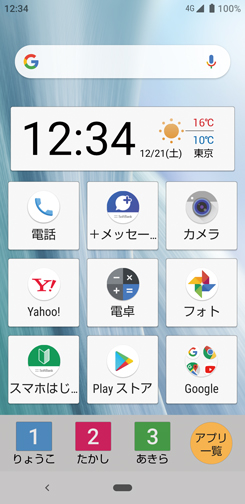 12:34 4G 100%
G
12:34 16℃
10℃
12/21(土) 東京
SoftBank
電話 +メッセー... カメラ
Y!
Yahoo! 電卓 フォト
スマホはじ... Play ストア Google
1 2 3 アプリ
一覧
りょうこ たかし あきら